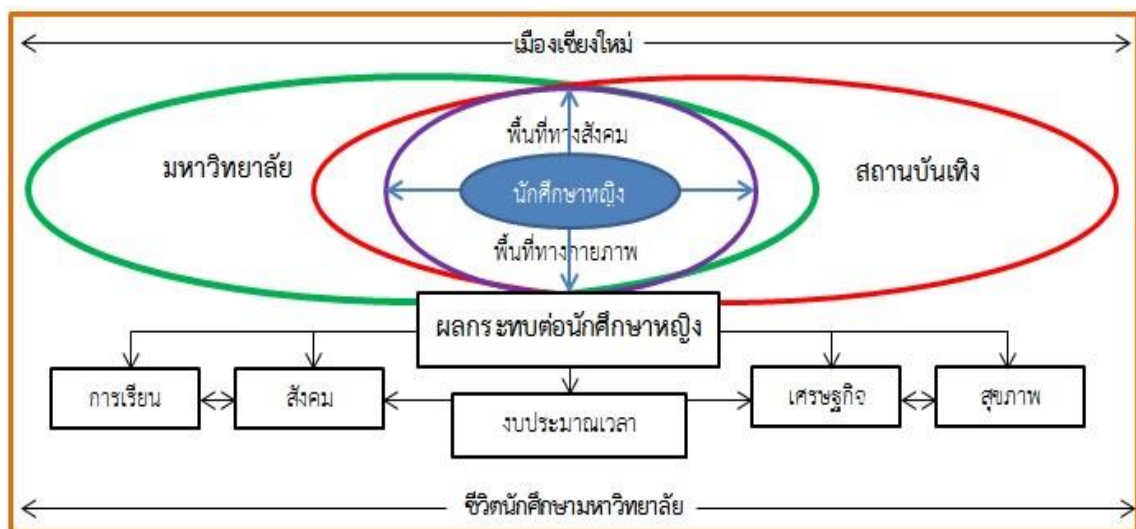 เมืองเชียงใหม่
พื้นที่ทางสังคม
มหาวิทยาลัย
สถานบันเทิง
นักศึกษาหญิง
พื้นที่ทางกายภาพ
ผลกระทบต่อนักศึกษาหญิง
การเรียน
สังคม
งบประมาณเวลา
เศรษฐกิจ
สุขภาพ
ชีวิตนักศึกษามหาวิทยาลัย